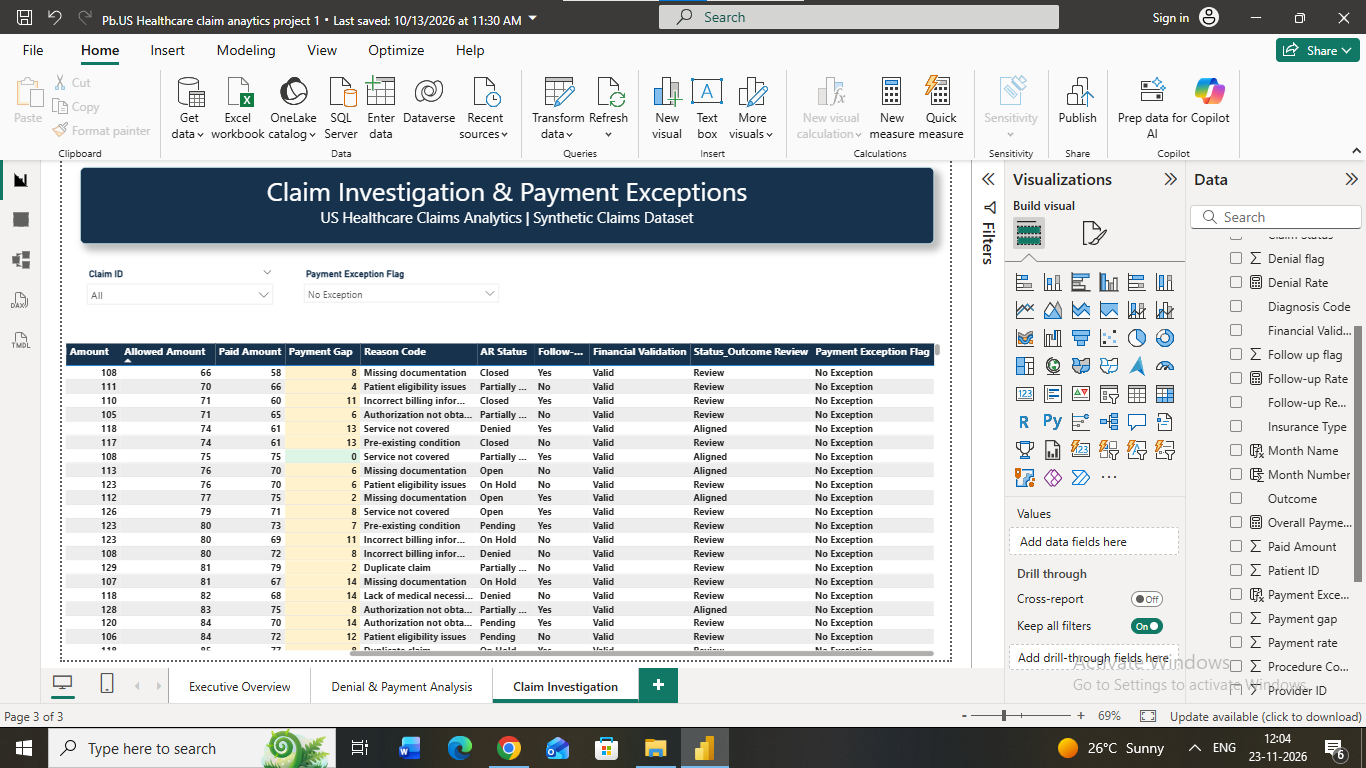 Pb.US Healthcare claim anaytics project 1 • Last saved: 10/13/2026 at 11:30 AM
Search
Sign in
File Home Insert Modeling View Optimize Help
Share
Paste
Cut
Copy
Format painter
Get data
Excel workbook
OneLake catalog
SQL Server
Enter data
Dataverse
Recent sources
Transform data
Refresh
New visual
Text box
More visuals
New visual calculation
New measure
Quick measure
Sensitivity
Publish
Prep data for AI
Copilot
Clipboard Data Queries Insert Calculations Sensitivity Share Copilot
DAX
TMDL
Claim Investigation & Payment Exceptions
US Healthcare Claims Analytics | Synthetic Claims Dataset
Claim ID
All
Payment Exception Flag
No Exception
Amount Allowed Amount Paid Amount Payment Gap Reason Code AR Status Follow-... Financial Validation Status_Outcome Review Payment Exception Flag
108 66 58 8 Missing documentation Closed Yes Valid Review No Exception
111 70 66 4 Patient eligibility issues Partially ... No Valid Review No Exception
110 71 60 11 Incorrect billing infor... Closed Yes Valid Review No Exception
105 71 65 6 Authorization not obta... Partially ... No Valid Review No Exception
118 74 61 13 Service not covered Denied Yes Valid Aligned No Exception
117 74 61 13 Pre-existing condition Closed No Valid Review No Exception
108 75 75 0 Service not covered Partially ... Yes Valid Aligned No Exception
113 76 70 6 Missing documentation Open No Valid Aligned No Exception
123 76 70 6 Patient eligibility issues On Hold No Valid Review No Exception
112 77 75 2 Missing documentation Open Yes Valid Aligned No Exception
126 79 71 8 Service not covered Open Yes Valid Review No Exception
123 80 73 7 Pre-existing condition Pending No Valid Review No Exception
123 80 69 11 Incorrect billing infor... On Hold No Valid Review No Exception
108 80 72 8 Incorrect billing infor... Denied No Valid Review No Exception
129 81 79 2 Duplicate claim Partially ... No Valid Review No Exception
107 81 67 14 Missing documentation On Hold Yes Valid Review No Exception
118 82 68 14 Lack of medical necessi... Denied No Valid Review No Exception
128 83 75 8 Authorization not obta... Partially ... Yes Valid Aligned No Exception
120 84 70 14 Authorization not obta... Pending Yes Valid Review No Exception
106 84 72 12 Patient eligibility issues Pending No Valid Review No Exception
118 85 77 8 Duplicate claim On Hold Yes Valid Review No Exception
Filters
Visualizations
Build visual
123
R Py
Values
Add data fields here
Drill through
Cross-report Off
Keep all filters On
Add drill-through fields here
Data
Search
Claim Status
Denial flag
Denial Rate
Diagnosis Code
Financial Valid...
Follow up flag
Follow-up Rate
Follow-up Re...
Insurance Type
Month Name
Month Number
Outcome
Overall Payme...
Paid Amount
Patient ID
Payment Exce...
Payment gap
Payment rate
Procedure Co...
Provider ID
Activate Windows
Go to Settings to activate Windows.
Executive Overview
Denial & Payment Analysis
Claim Investigation
Page 3 of 3
69%
Update available (click to download)
Type here to search
26°C Sunny
ENG
12:04
23-11-2026
6